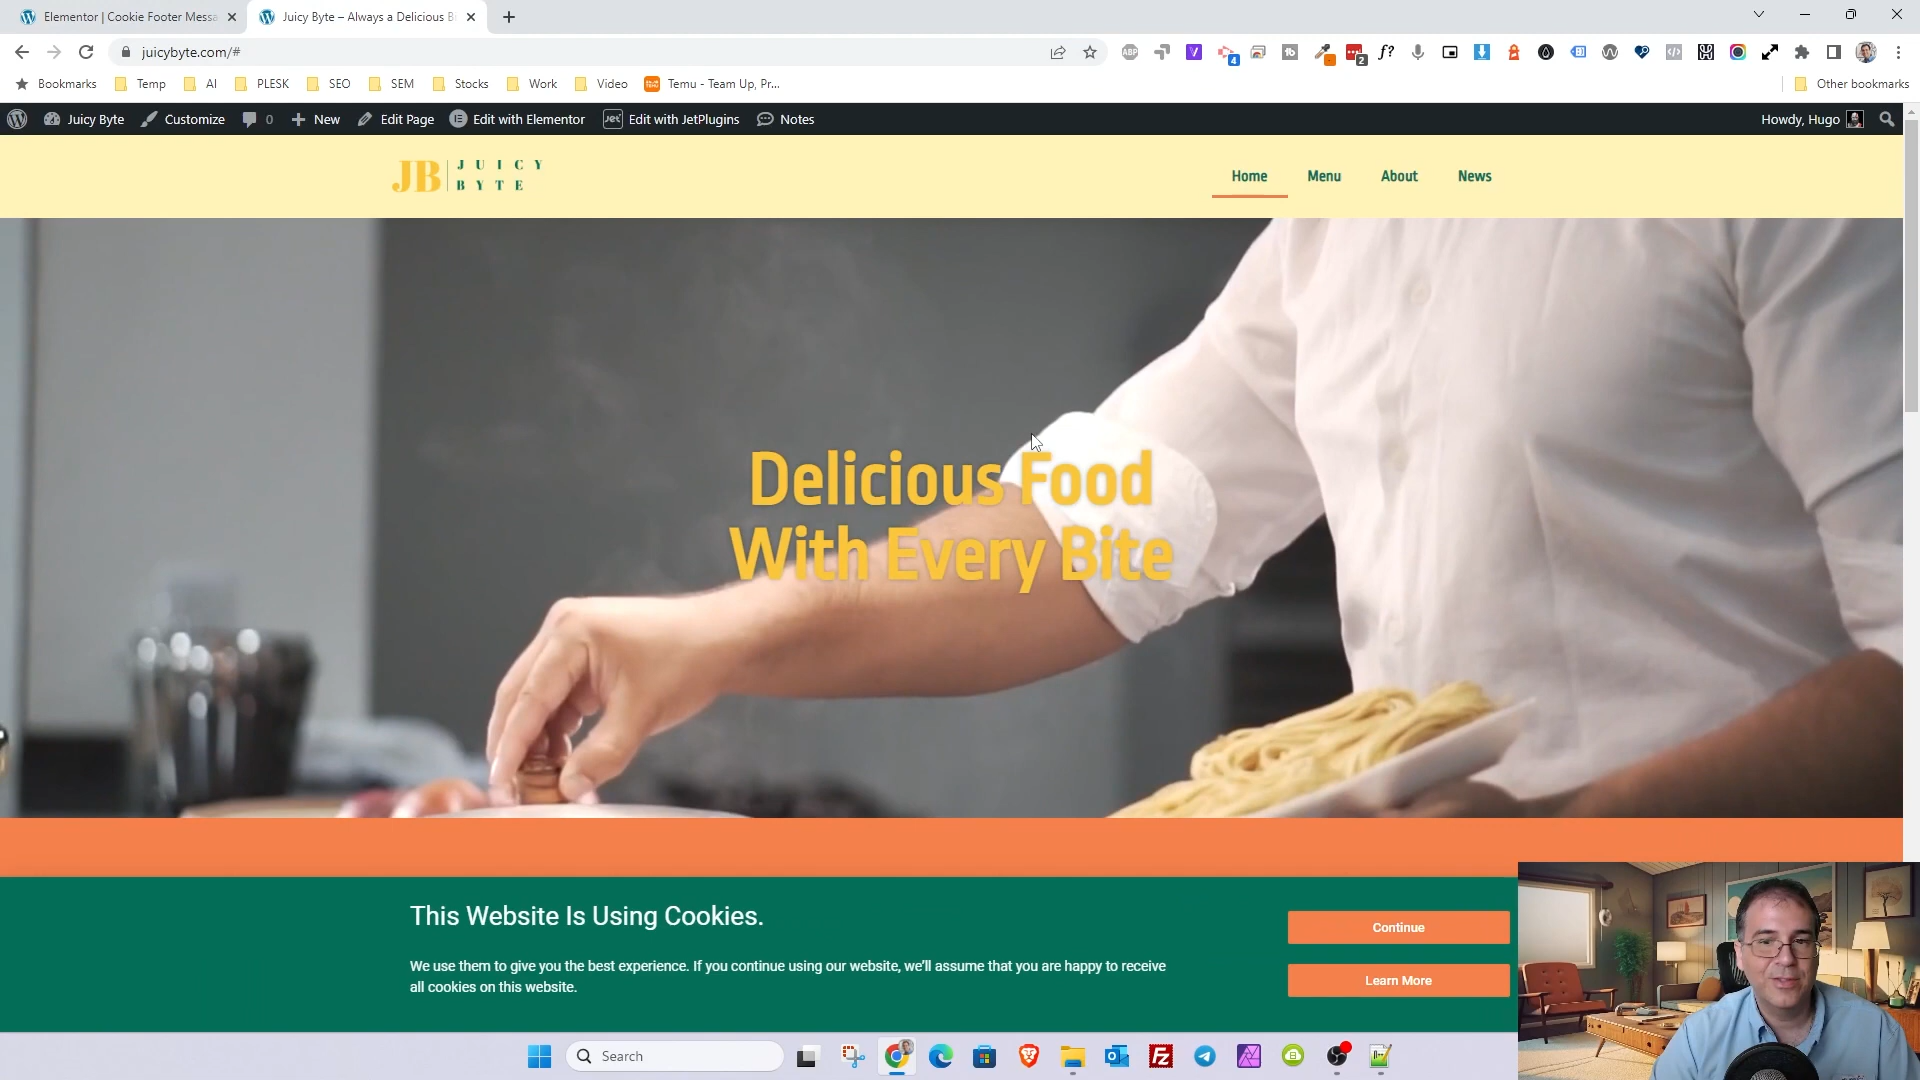 Elementor | Cookie Footer Messa
Juicy Byte – Always a Delicious B
juicybyte.com/#
ABP
4
2
f?
Bookmarks
Temp
AI
PLESK
SEO
SEM
Stocks
Work
Video
Temu - Team Up, Pr...
Other bookmarks
Juicy Byte
Customize
0
New
Edit Page
Edit with Elementor
Jet
Edit with JetPlugins
Notes
Howdy, Hugo
JB
JUICY
BYTE
Home
Menu
About
News
Delicious Food
With Every Bite
This Website Is Using Cookies.
We use them to give you the best experience. If you continue using our website, we'll assume that you are happy to receive
all cookies on this website.
Continue
Learn More
Search